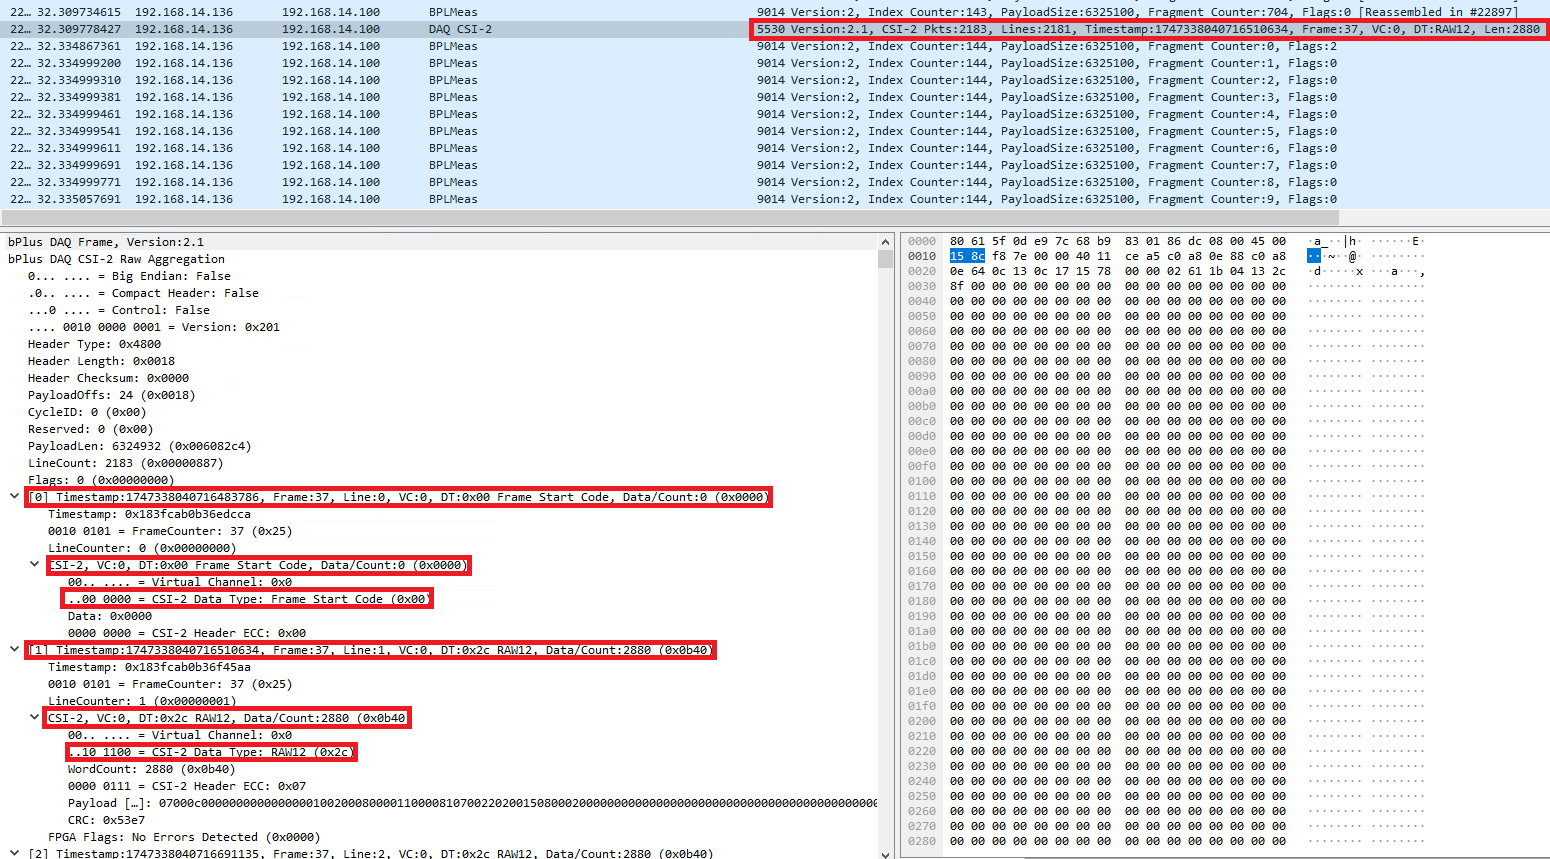 22… 32.309734615 192.168.14.136 192.168.14.100 BPLMeas 9014 Version:2, Index Counter:143, PayloadSize:6325100, Fragment Counter:704, Flags:0 [Reassembled in #22897]
22… 32.309778427 192.168.14.136 192.168.14.100 DAQ CSI-2 5530 Version:2.1, CSI-2 Pkts:2183, Lines:2181, Timestamp:1747338040716510634, Frame:37, VC:0, DT:RAW12, Len:2880
22… 32.334867361 192.168.14.136 192.168.14.100 BPLMeas 9014 Version:2, Index Counter:144, PayloadSize:6325100, Fragment Counter:0, Flags:2
22… 32.334999200 192.168.14.136 192.168.14.100 BPLMeas 9014 Version:2, Index Counter:144, PayloadSize:6325100, Fragment Counter:1, Flags:0
22… 32.334999310 192.168.14.136 192.168.14.100 BPLMeas 9014 Version:2, Index Counter:144, PayloadSize:6325100, Fragment Counter:2, Flags:0
22… 32.334999381 192.168.14.136 192.168.14.100 BPLMeas 9014 Version:2, Index Counter:144, PayloadSize:6325100, Fragment Counter:3, Flags:0
22… 32.334999461 192.168.14.136 192.168.14.100 BPLMeas 9014 Version:2, Index Counter:144, PayloadSize:6325100, Fragment Counter:4, Flags:0
22… 32.334999541 192.168.14.136 192.168.14.100 BPLMeas 9014 Version:2, Index Counter:144, PayloadSize:6325100, Fragment Counter:5, Flags:0
22… 32.334999611 192.168.14.136 192.168.14.100 BPLMeas 9014 Version:2, Index Counter:144, PayloadSize:6325100, Fragment Counter:6, Flags:0
22… 32.334999691 192.168.14.136 192.168.14.100 BPLMeas 9014 Version:2, Index Counter:144, PayloadSize:6325100, Fragment Counter:7, Flags:0
22… 32.334999771 192.168.14.136 192.168.14.100 BPLMeas 9014 Version:2, Index Counter:144, PayloadSize:6325100, Fragment Counter:8, Flags:0
22… 32.335057691 192.168.14.136 192.168.14.100 BPLMeas 9014 Version:2, Index Counter:144, PayloadSize:6325100, Fragment Counter:9, Flags:0
bPlus DAQ Frame, Version:2.1
bPlus DAQ CSI-2 Raw Aggregation
0... .... = Big Endian: False
.0.. .... = Compact Header: False
...0 .... = Control: False
.... 0010 0000 0001 = Version: 0x201
Header Type: 0x4800
Header Length: 0x0018
Header Checksum: 0x0000
PayloadOffs: 24 (0x0018)
CycleID: 0 (0x00)
Reserved: 0 (0x00)
PayloadLen: 6324932 (0x006082c4)
LineCount: 2183 (0x00000887)
Flags: 0 (0x00000000)
[0] Timestamp:1747338040716483786, Frame:37, Line:0, VC:0, DT:0x00 Frame Start Code, Data/Count:0 (0x0000)
Timestamp: 0x183fcab0b36edcca
0010 0101 = FrameCounter: 37 (0x25)
LineCounter: 0 (0x00000000)
CSI-2, VC:0, DT:0x00 Frame Start Code, Data/Count:0 (0x0000)
00.. .... = Virtual Channel: 0x0
..00 0000 = CSI-2 Data Type: Frame Start Code (0x00)
Data: 0x0000
0000 0000 = CSI-2 Header ECC: 0x00
[1] Timestamp:1747338040716510634, Frame:37, Line:1, VC:0, DT:0x2c RAW12, Data/Count:2880 (0x0b40)
Timestamp: 0x183fcab0b36f45aa
0010 0101 = FrameCounter: 37 (0x25)
LineCounter: 1 (0x00000001)
CSI-2, VC:0, DT:0x2c RAW12, Data/Count:2880 (0x0b40
00.. .... = Virtual Channel: 0x0
..10 1100 = CSI-2 Data Type: RAW12 (0x2c)
WordCount: 2880 (0x0b40)
0000 0111 = CSI-2 Header ECC: 0x07
Payload […]:
CRC: 0x53e7
FPGA Flags: No Errors Detected (0x0000)
[2] Timestamp:1747338040716691135, Frame:37, Line:2, VC:0, DT:0x2c RAW12, Data/Count:2880 (0x0b40)
0000 80 61 5f 0d e9 7c 68 b9 83 01 86 dc 08 00 45 00 ·a_··|h· ······E·
0010 15 8c f8 7e 00 00 40 11 ce a5 c0 a8 0e 88 c0 a8 ···~··@· ········
0020 0e 64 0c 13 0c 17 15 78 00 00 02 61 1b 04 13 2c ·d·····x ···a···,
0030 8f 00 00 00 00 00 00 00 00 00 00 00 00 00 00 00 ········ ········
0040 00 00 00 00 00 00 00 00 00 00 00 00 00 00 00 00 ········ ········
0050 00 00 00 00 00 00 00 00 00 00 00 00 00 00 00 00 ········ ········
0060 00 00 00 00 00 00 00 00 00 00 00 00 00 00 00 00 ········ ········
0070 00 00 00 00 00 00 00 00 00 00 00 00 00 00 00 00 ········ ········
0080 00 00 00 00 00 00 00 00 00 00 00 00 00 00 00 00 ········ ········
0090 00 00 00 00 00 00 00 00 00 00 00 00 00 00 00 00 ········ ········
00a0 00 00 00 00 00 00 00 00 00 00 00 00 00 00 00 00 ········ ········
00b0 00 00 00 00 00 00 00 00 00 00 00 00 00 00 00 00 ········ ········
00c0 00 00 00 00 00 00 00 00 00 00 00 00 00 00 00 00 ········ ········
00d0 00 00 00 00 00 00 00 00 00 00 00 00 00 00 00 00 ········ ········
00e0 00 00 00 00 00 00 00 00 00 00 00 00 00 00 00 00 ········ ········
00f0 00 00 00 00 00 00 00 00 00 00 00 00 00 00 00 00 ········ ········
0100 00 00 00 00 00 00 00 00 00 00 00 00 00 00 00 00 ········ ········
0110 00 00 00 00 00 00 00 00 00 00 00 00 00 00 00 00 ········ ········
0120 00 00 00 00 00 00 00 00 00 00 00 00 00 00 00 00 ········ ········
0130 00 00 00 00 00 00 00 00 00 00 00 00 00 00 00 00 ········ ········
0140 00 00 00 00 00 00 00 00 00 00 00 00 00 00 00 00 ········ ········
0150 00 00 00 00 00 00 00 00 00 00 00 00 00 00 00 00 ········ ········
0160 00 00 00 00 00 00 00 00 00 00 00 00 00 00 00 00 ········ ········
0170 00 00 00 00 00 00 00 00 00 00 00 00 00 00 00 00 ········ ········
0180 00 00 00 00 00 00 00 00 00 00 00 00 00 00 00 00 ········ ········
0190 00 00 00 00 00 00 00 00 00 00 00 00 00 00 00 00 ········ ········
01a0 00 00 00 00 00 00 00 00 00 00 00 00 00 00 00 00 ········ ········
01b0 00 00 00 00 00 00 00 00 00 00 00 00 00 00 00 00 ········ ········
01c0 00 00 00 00 00 00 00 00 00 00 00 00 00 00 00 00 ········ ········
01d0 00 00 00 00 00 00 00 00 00 00 00 00 00 00 00 00 ········ ········
01e0 00 00 00 00 00 00 00 00 00 00 00 00 00 00 00 00 ········ ········
01f0 00 00 00 00 00 00 00 00 00 00 00 00 00 00 00 00 ········ ········
0200 00 00 00 00 00 00 00 00 00 00 00 00 00 00 00 00 ········ ········
0210 00 00 00 00 00 00 00 00 00 00 00 00 00 00 00 00 ········ ········
0220 00 00 00 00 00 00 00 00 00 00 00 00 00 00 00 00 ········ ········
0230 00 00 00 00 00 00 00 00 00 00 00 00 00 00 00 00 ········ ········
0240 00 00 00 00 00 00 00 00 00 00 00 00 00 00 00 00 ········ ········
0250 00 00 00 00 00 00 00 00 00 00 00 00 00 00 00 00 ········ ········
0260 00 00 00 00 00 00 00 00 00 00 00 00 00 00 00 00 ········ ········
0270 00 00 00 00 00 00 00 00 00 00 00 00 00 00 00 00 ········ ········
0280 00 00 00 00 00 00 00 00 00 00 00 00 00 00 00 00 ········ ········